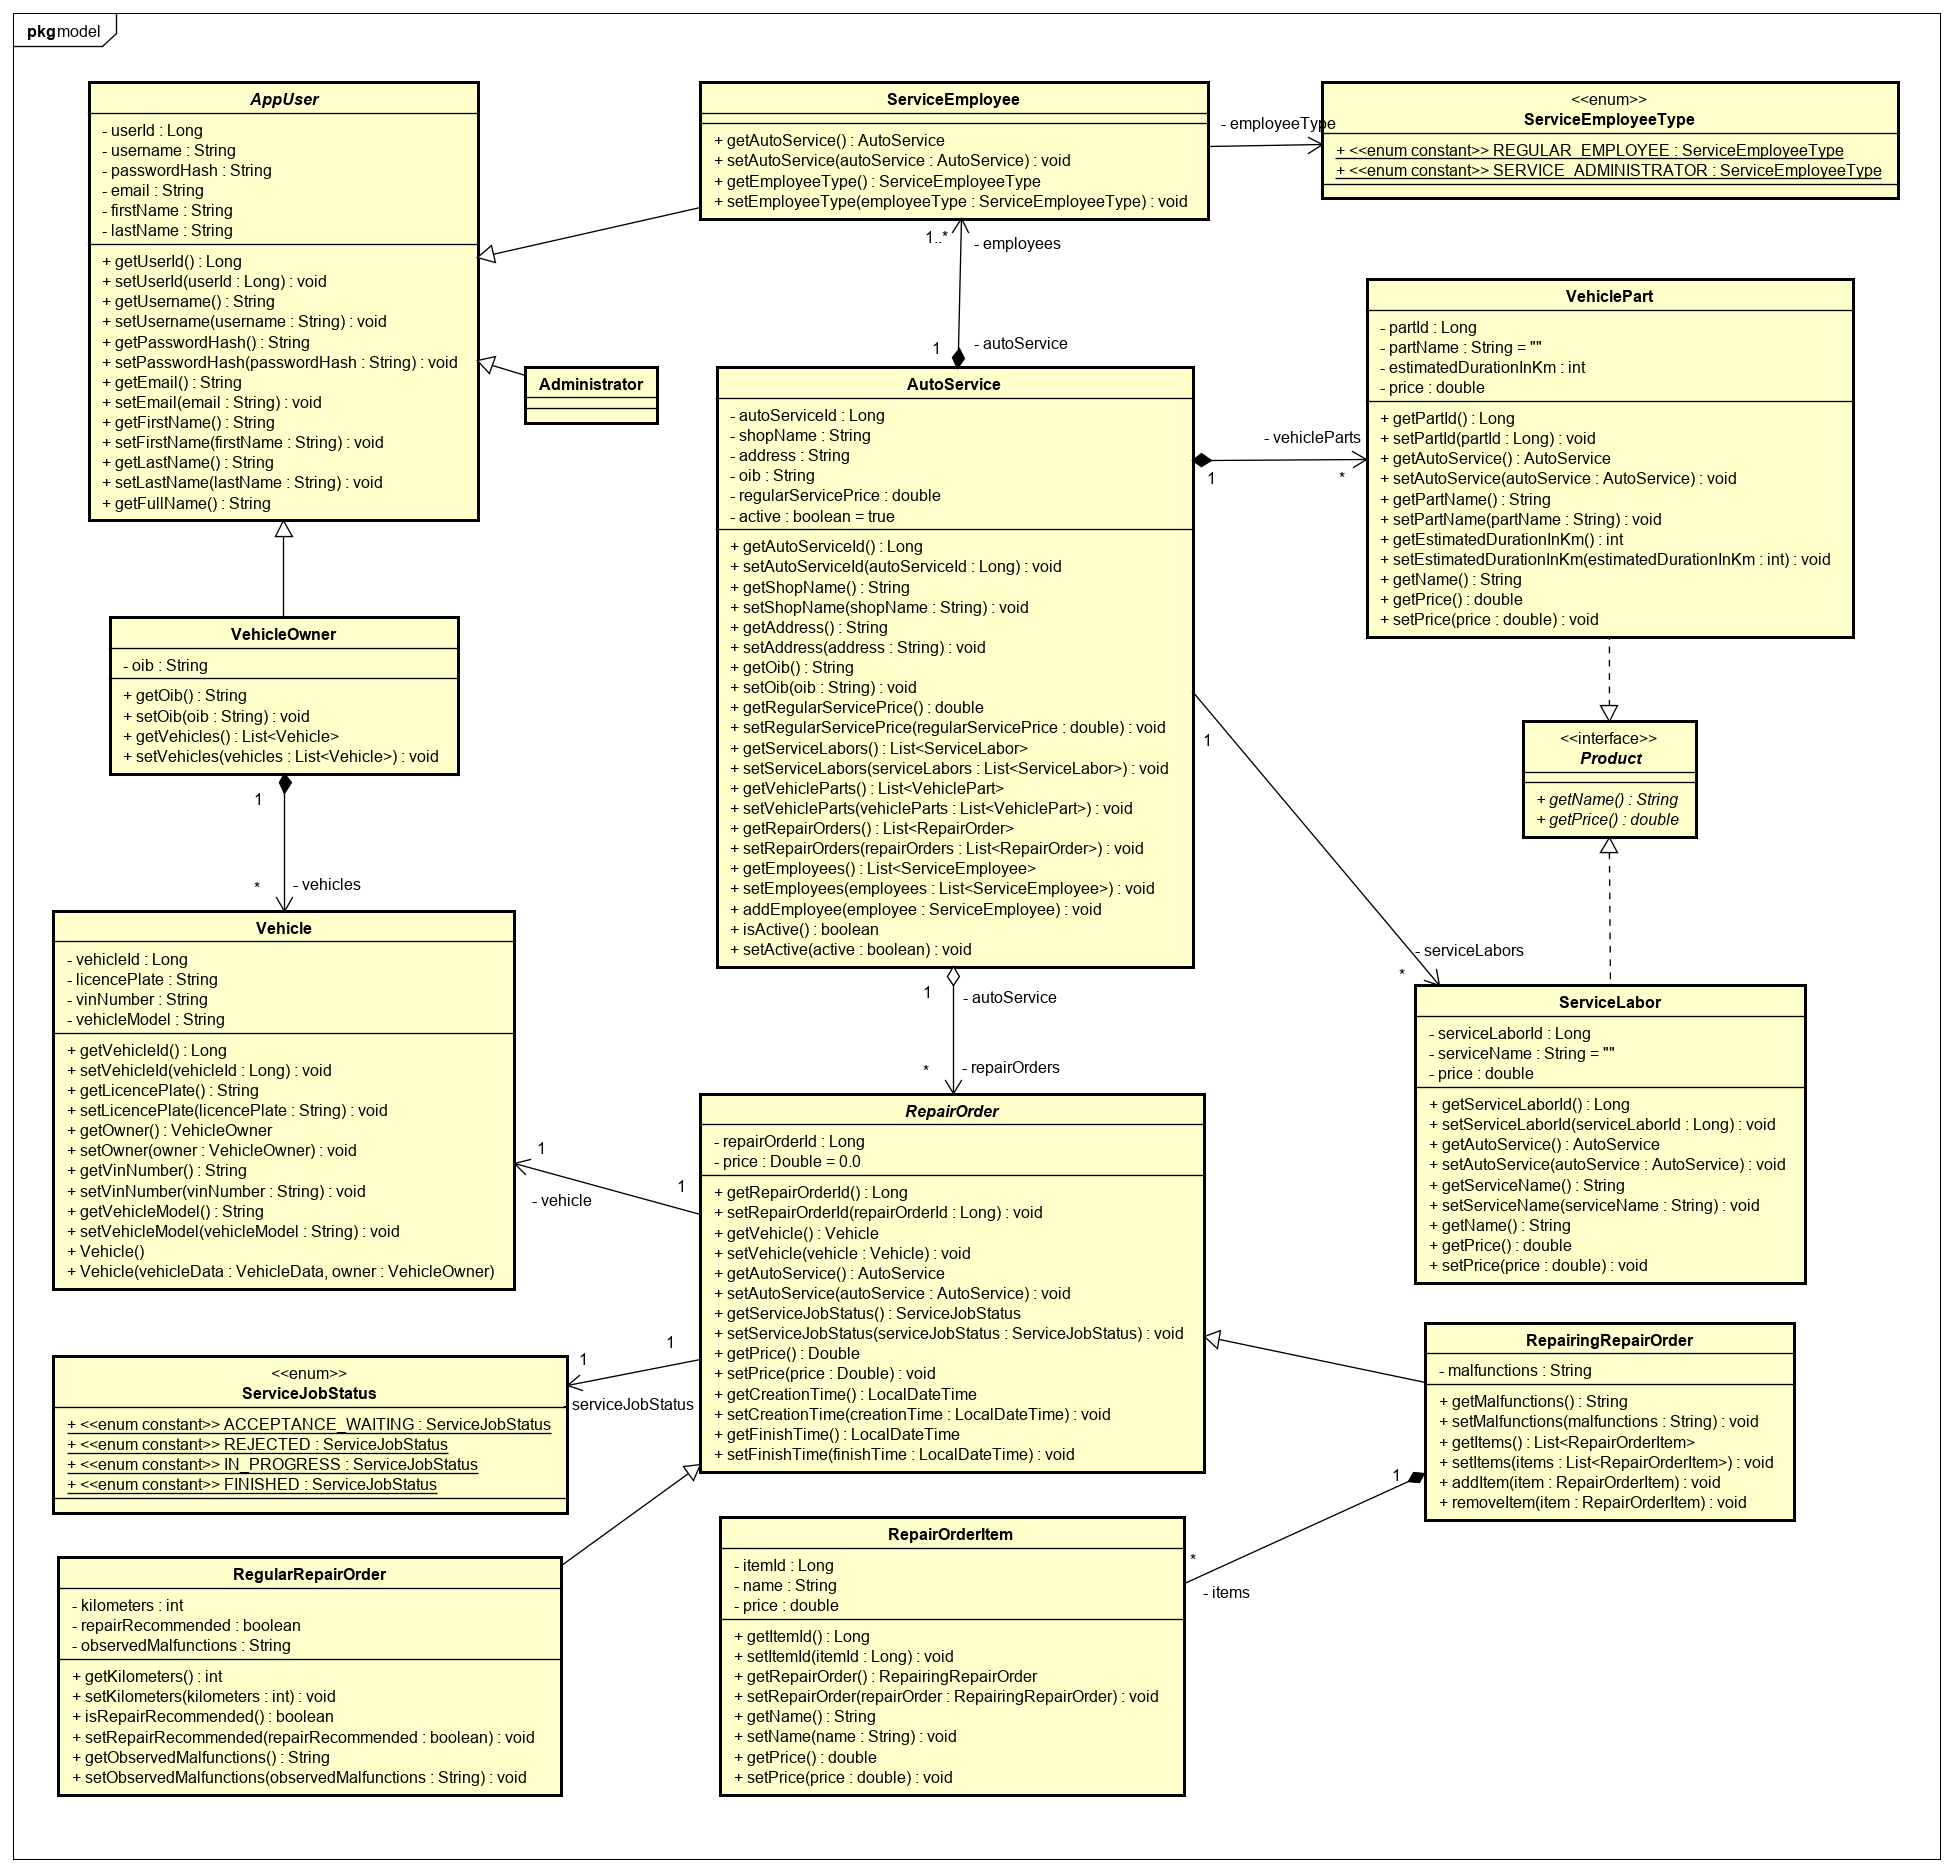 pkg model
AppUser
- userId : Long
- username : String
- passwordHash : String
- email : String
- firstName : String
- lastName : String
+ getUserId() : Long
+ setUserId(userId : Long) : void
+ getUsername() : String
+ setUsername(username : String) : void
+ getPasswordHash() : String
+ setPasswordHash(passwordHash : String) : void
+ getEmail() : String
+ setEmail(email : String) : void
+ getFirstName() : String
+ setFirstName(firstName : String) : void
+ getLastName() : String
+ setLastName(lastName : String) : void
+ getFullName() : String
ServiceEmployee
+ getAutoService() : AutoService
+ setAutoService(autoService : AutoService) : void
+ getEmployeeType() : ServiceEmployeeType
+ setEmployeeType(employeeType : ServiceEmployeeType) : void
- employeeType
<<enum>>
ServiceEmployeeType
+ <<enum constant>> REGULAR_EMPLOYEE : ServiceEmployeeType
+ <<enum constant>> SERVICE_ADMINISTRATOR : ServiceEmployeeType
1..*
- employees
1
- autoService
Administrator
AutoService
- autoServiceId : Long
- shopName : String
- address : String
- oib : String
- regularServicePrice : double
- active : boolean = true
+ getAutoServiceId() : Long
+ setAutoServiceId(autoServiceId : Long) : void
+ getShopName() : String
+ setShopName(shopName : String) : void
+ getAddress() : String
+ setAddress(address : String) : void
+ getOib() : String
+ setOib(oib : String) : void
+ getRegularServicePrice() : double
+ setRegularServicePrice(regularServicePrice : double) : void
+ getServiceLabors() : List<ServiceLabor>
+ setServiceLabors(serviceLabors : List<ServiceLabor>) : void
+ getVehicleParts() : List<VehiclePart>
+ setVehicleParts(vehicleParts : List<VehiclePart>) : void
+ getRepairOrders() : List<RepairOrder>
+ setRepairOrders(repairOrders : List<RepairOrder>) : void
+ getEmployees() : List<ServiceEmployee>
+ setEmployees(employees : List<ServiceEmployee>) : void
+ addEmployee(employee : ServiceEmployee) : void
+ isActive() : boolean
+ setActive(active : boolean) : void
- vehicleParts
1
*
VehiclePart
- partId : Long
- partName : String = ""
- estimatedDurationInKm : int
- price : double
+ getPartId() : Long
+ setPartId(partId : Long) : void
+ getAutoService() : AutoService
+ setAutoService(autoService : AutoService) : void
+ getPartName() : String
+ setPartName(partName : String) : void
+ getEstimatedDurationInKm() : int
+ setEstimatedDurationInKm(estimatedDurationInKm : int) : void
+ getName() : String
+ getPrice() : double
+ setPrice(price : double) : void
<<interface>>
Product
+ getName() : String
+ getPrice() : double
1
- serviceLabors
*
VehicleOwner
- oib : String
+ getOib() : String
+ setOib(oib : String) : void
+ getVehicles() : List<Vehicle>
+ setVehicles(vehicles : List<Vehicle>) : void
1
*
- vehicles
Vehicle
- vehicleId : Long
- licencePlate : String
- vinNumber : String
- vehicleModel : String
+ getVehicleId() : Long
+ setVehicleId(vehicleId : Long) : void
+ getLicencePlate() : String
+ setLicencePlate(licencePlate : String) : void
+ getOwner() : VehicleOwner
+ setOwner(owner : VehicleOwner) : void
+ getVinNumber() : String
+ setVinNumber(vinNumber : String) : void
+ getVehicleModel() : String
+ setVehicleModel(vehicleModel : String) : void
+ Vehicle()
+ Vehicle(vehicleData : VehicleData, owner : VehicleOwner)
1
- autoService
*
- repairOrders
1
- vehicle
1
RepairOrder
- repairOrderId : Long
- price : Double = 0.0
+ getRepairOrderId() : Long
+ setRepairOrderId(repairOrderId : Long) : void
+ getVehicle() : Vehicle
+ setVehicle(vehicle : Vehicle) : void
+ getAutoService() : AutoService
+ setAutoService(autoService : AutoService) : void
+ getServiceJobStatus() : ServiceJobStatus
+ setServiceJobStatus(serviceJobStatus : ServiceJobStatus) : void
+ getPrice() : Double
+ setPrice(price : Double) : void
+ getCreationTime() : LocalDateTime
+ setCreationTime(creationTime : LocalDateTime) : void
+ getFinishTime() : LocalDateTime
+ setFinishTime(finishTime : LocalDateTime) : void
ServiceLabor
- serviceLaborId : Long
- serviceName : String = ""
- price : double
+ getServiceLaborId() : Long
+ setServiceLaborId(serviceLaborId : Long) : void
+ getAutoService() : AutoService
+ setAutoService(autoService : AutoService) : void
+ getServiceName() : String
+ setServiceName(serviceName : String) : void
+ getName() : String
+ getPrice() : double
+ setPrice(price : double) : void
1
1
- serviceJobStatus
<<enum>>
ServiceJobStatus
+ <<enum constant>> ACCEPTANCE_WAITING : ServiceJobStatus
+ <<enum constant>> REJECTED : ServiceJobStatus
+ <<enum constant>> IN_PROGRESS : ServiceJobStatus
+ <<enum constant>> FINISHED : ServiceJobStatus
RepairingRepairOrder
- malfunctions : String
+ getMalfunctions() : String
+ setMalfunctions(malfunctions : String) : void
+ getItems() : List<RepairOrderItem>
+ setItems(items : List<RepairOrderItem>) : void
+ addItem(item : RepairOrderItem) : void
+ removeItem(item : RepairOrderItem) : void
1
*
- items
RegularRepairOrder
- kilometers : int
- repairRecommended : boolean
- observedMalfunctions : String
+ getKilometers() : int
+ setKilometers(kilometers : int) : void
+ isRepairRecommended() : boolean
+ setRepairRecommended(repairRecommended : boolean) : void
+ getObservedMalfunctions() : String
+ setObservedMalfunctions(observedMalfunctions : String) : void
RepairOrderItem
- itemId : Long
- name : String
- price : double
+ getItemId() : Long
+ setItemId(itemId : Long) : void
+ getRepairOrder() : RepairingRepairOrder
+ setRepairOrder(repairOrder : RepairingRepairOrder) : void
+ getName() : String
+ setName(name : String) : void
+ getPrice() : double
+ setPrice(price : double) : void